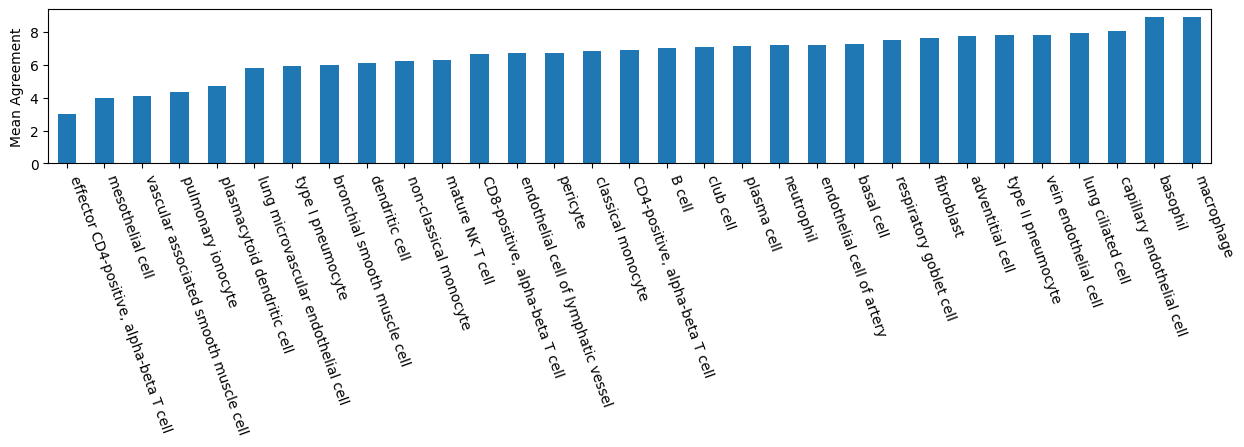 Mean Agreement
8
6
4
2
0
effector CD4-positive, alpha-beta T cell
mesothelial cell
vascular associated smooth muscle cell
pulmonary ionocyte
plasmacytoid dendritic cell
lung microvascular endothelial cell
type I pneumocyte
bronchial smooth muscle cell
dendritic cell
non-classical monocyte
mature NK T cell
CD8-positive, alpha-beta T cell
endothelial cell of lymphatic vessel
pericyte
classical monocyte
CD4-positive, alpha-beta T cell
B cell
club cell
plasma cell
neutrophil
endothelial cell of artery
basal cell
respiratory goblet cell
fibroblast
adventitial cell
type II pneumocyte
vein endothelial cell
lung ciliated cell
capillary endothelial cell
basophil
macrophage